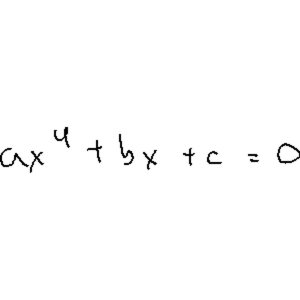 ax⁴ + bx + c = 0